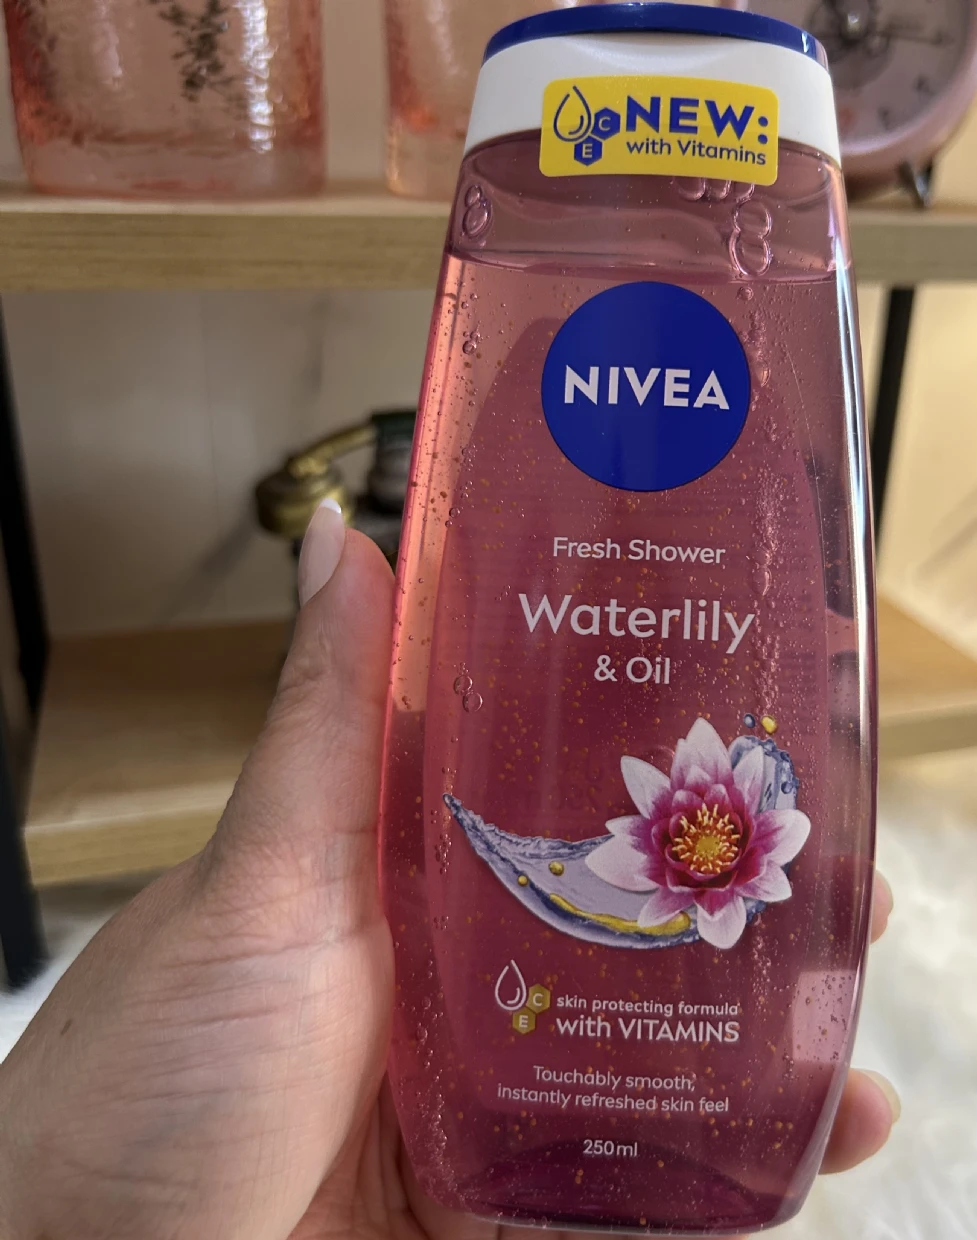 C
E
NEW:
with Vitamins
NIVEA
Fresh Shower
Waterlily
& Oil
C
E
skin protecting formula
with VITAMINS
Touchably smooth,
instantly refreshed skin feel
250ml